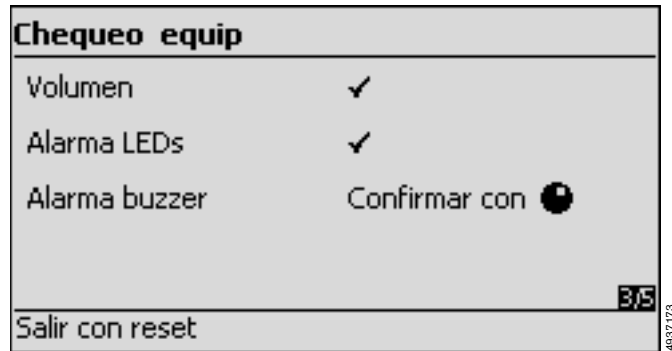 Chequeo equip
Volumen ✓
Alarma LEDs ✓
Alarma buzzer Confirmar con
3/5
Salir con reset
4937173